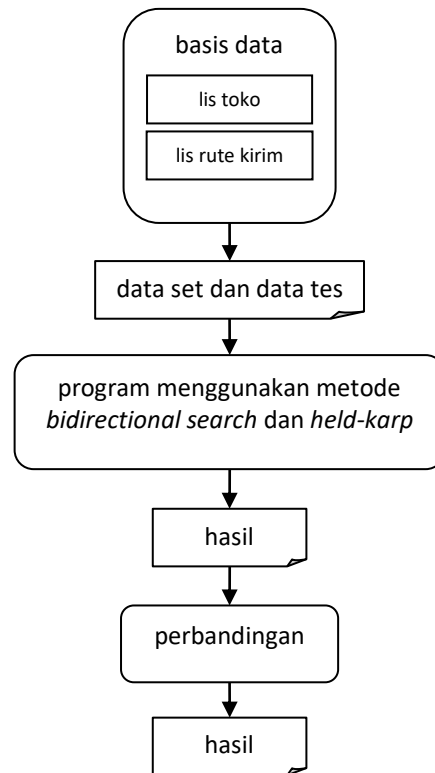 basis data
lis toko
lis rute kirim
data set dan data tes
program menggunakan metode
bidirectional search dan held-karp
hasil
perbandingan
hasil